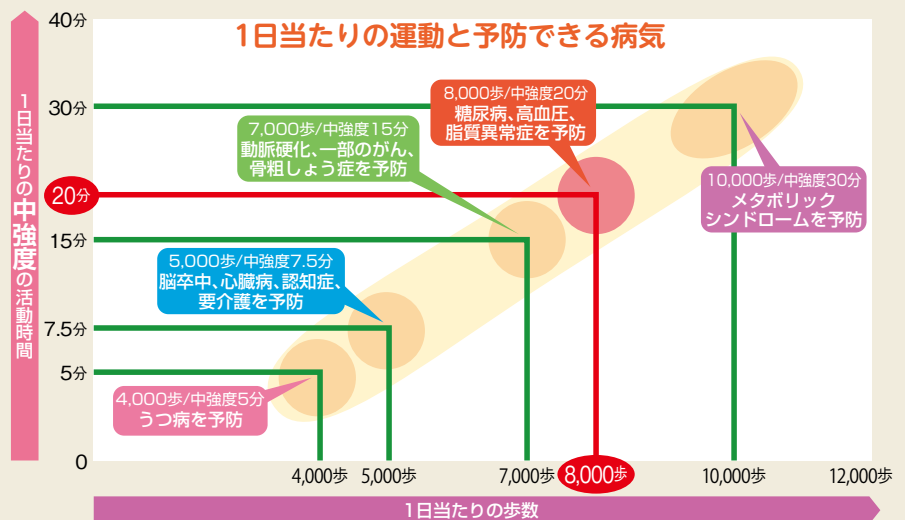 1日当たりの運動と予防できる病気
40分
30分
20分
15分
7.5分
5分
0
1日当たりの中強度の活動時間
8,000歩/中強度20分
糖尿病、高血圧、
脂質異常症を予防
7,000歩/中強度15分
動脈硬化、一部のがん、
骨粗しょう症を予防
10,000歩/中強度30分
メタボリック
シンドロームを予防
5,000歩/中強度7.5分
脳卒中、心臓病、認知症、
要介護を予防
4,000歩/中強度5分
うつ病を予防
4,000歩 5,000歩 7,000歩 8,000歩 10,000歩 12,000歩
1日当たりの歩数